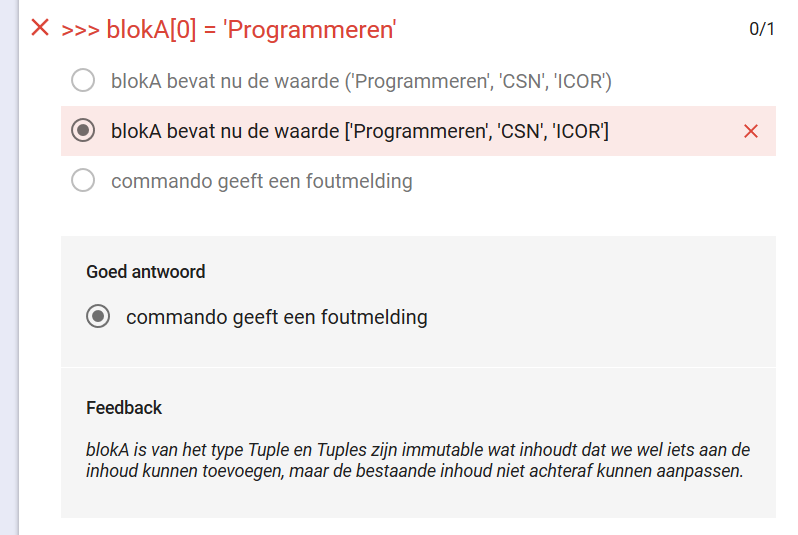 >>> blokA[0] = 'Programmeren'
0/1
blokA bevat nu de waarde ('Programmeren', 'CSN', 'ICOR')
blokA bevat nu de waarde ['Programmeren', 'CSN', 'ICOR']
commando geeft een foutmelding
Goed antwoord
commando geeft een foutmelding
Feedback
blokA is van het type Tuple en Tuples zijn immutable wat inhoudt dat we wel iets aan de
inhoud kunnen toevoegen, maar de bestaande inhoud niet achteraf kunnen aanpassen.